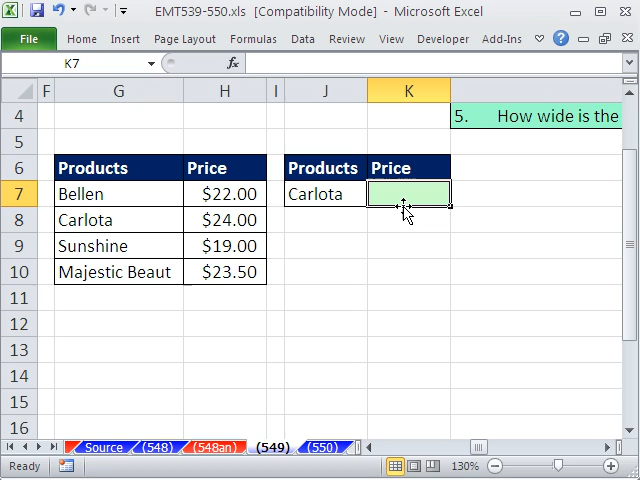 EMT539-550.xls [Compatibility Mode] - Microsoft Excel
File Home Insert Page Layout Formulas Data Review View Developer Add-Ins
K7 fx
F G H I J K
4 5. How wide is the
5
6 Products Price Products Price
7 Bellen $22.00 Carlota
8 Carlota $24.00
9 Sunshine $19.00
10 Majestic Beaut $23.50
11
12
13
14
15
16
Source (548) (548an) (549) (550)
Ready 130%